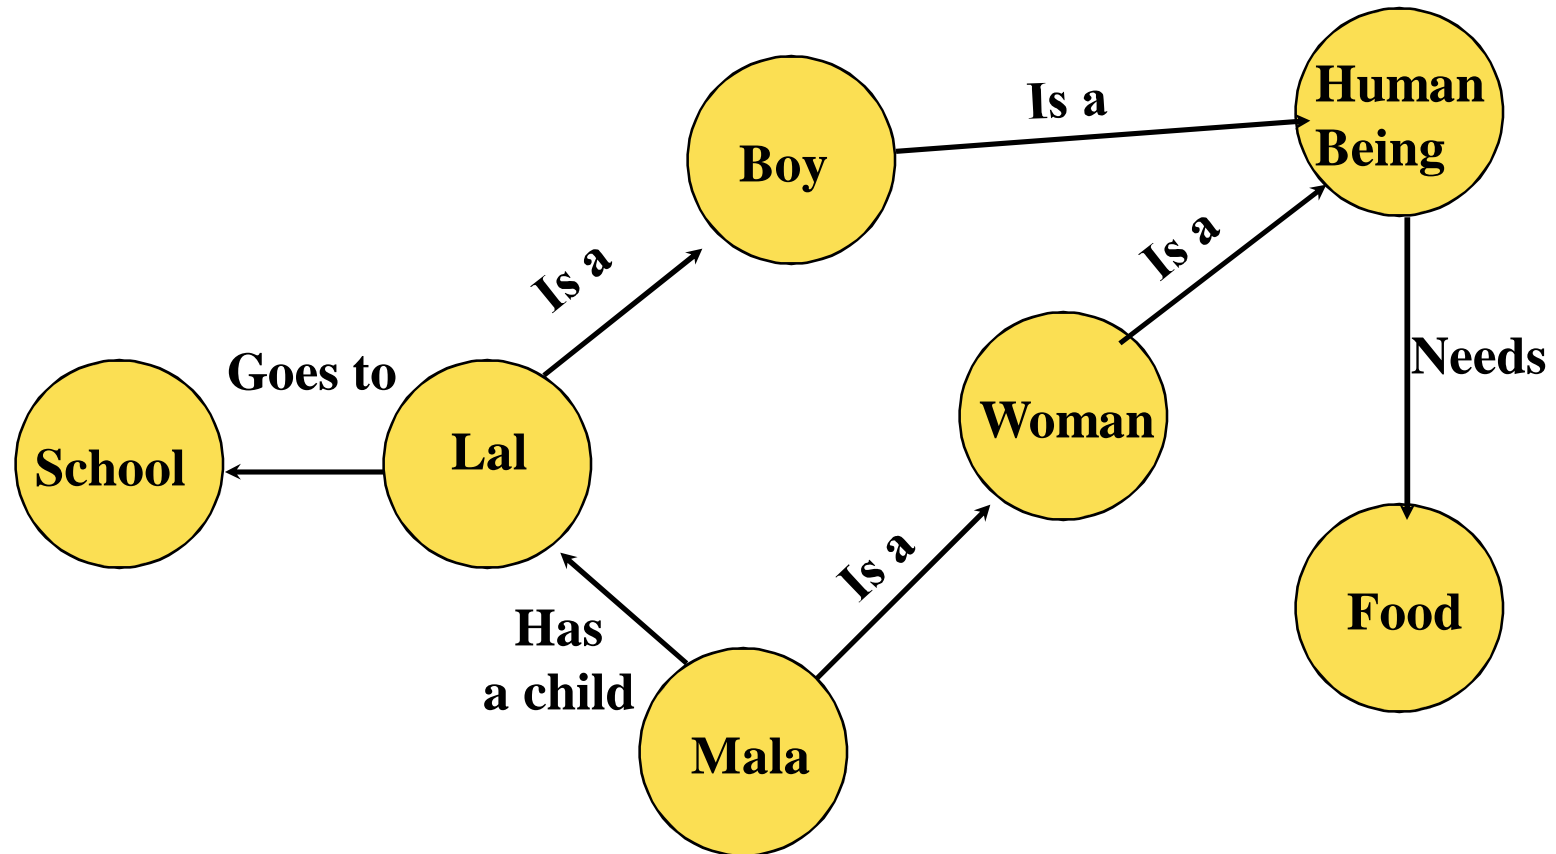 Human
Being
Is a
Boy
Is a
Is a
Needs
Goes to
Woman
Lal
School
Is a
Has
a child
Food
Mala